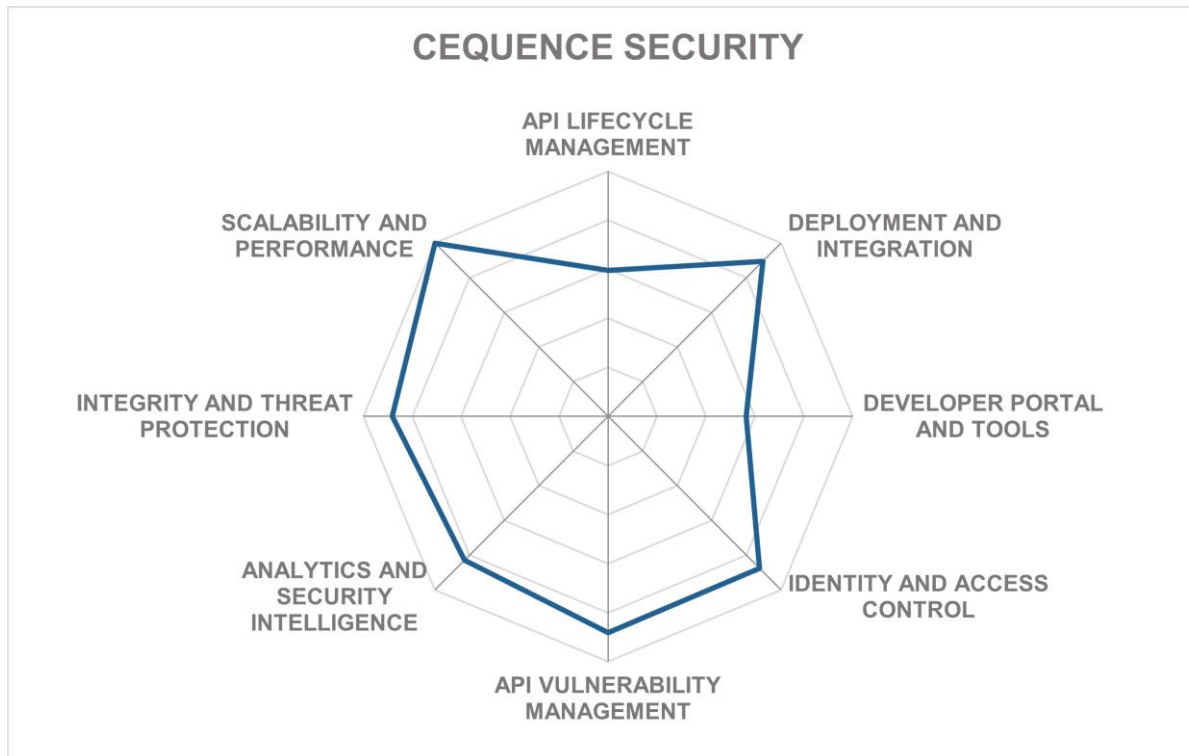 CEQUENCE SECURITY
API LIFECYCLE
MANAGEMENT
SCALABILITY AND
PERFORMANCE
DEPLOYMENT AND
INTEGRATION
INTEGRITY AND THREAT
PROTECTION
DEVELOPER PORTAL
AND TOOLS
ANALYTICS AND
SECURITY
INTELLIGENCE
IDENTITY AND ACCESS
CONTROL
API VULNERABILITY
MANAGEMENT